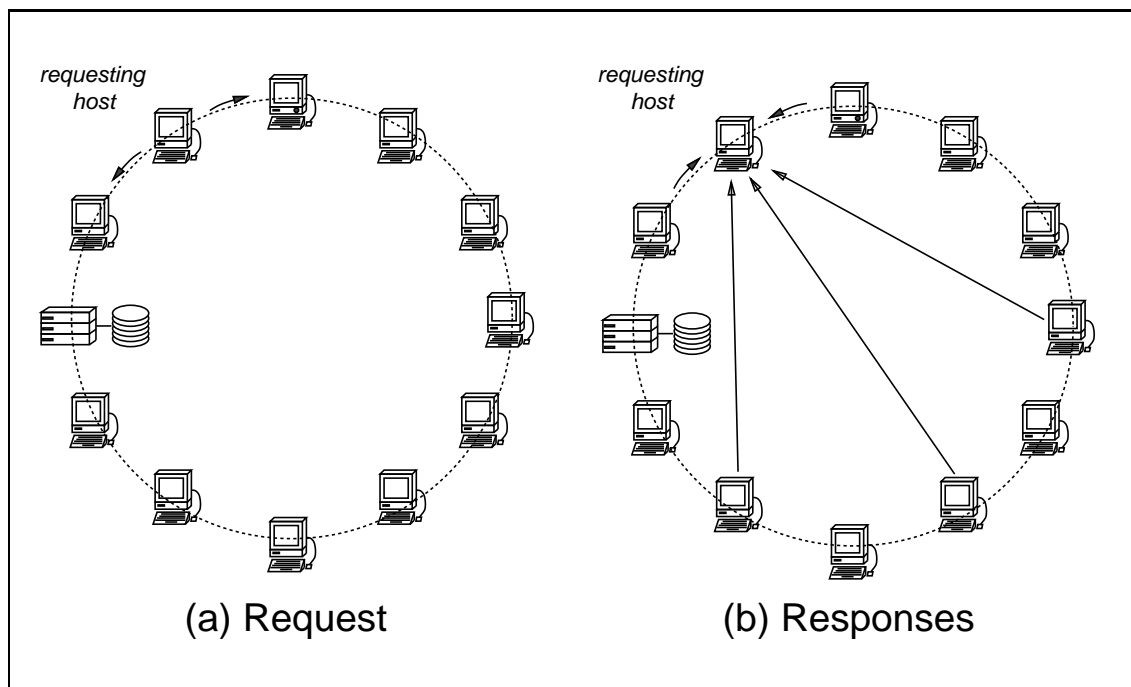 requesting
host
(a) Request
requesting
host
(b) Responses